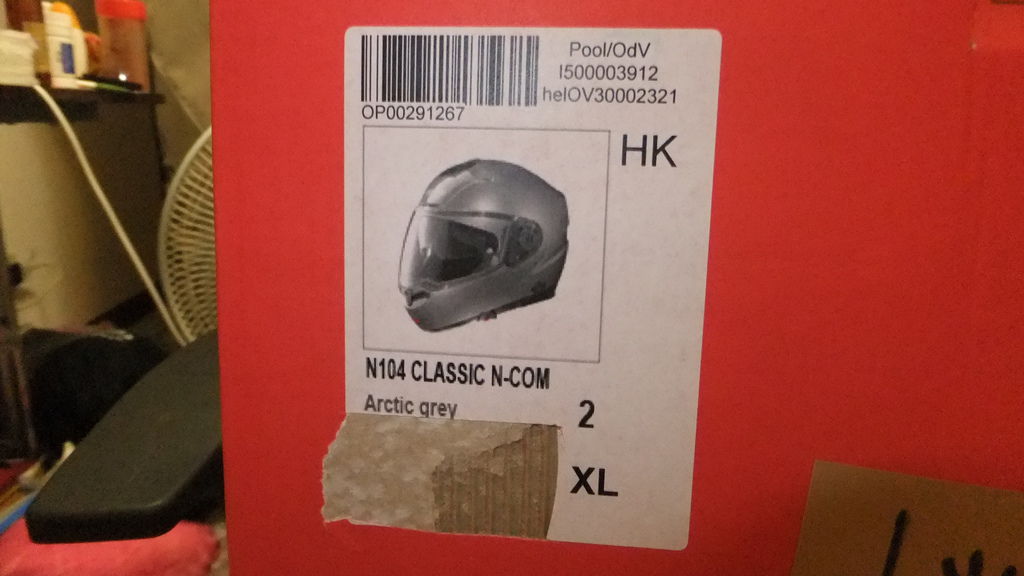 Pool/OdV
I500003912
helOV30002321
OP00291267
HK
N104 CLASSIC N-COM
Arctic grey
2
XL